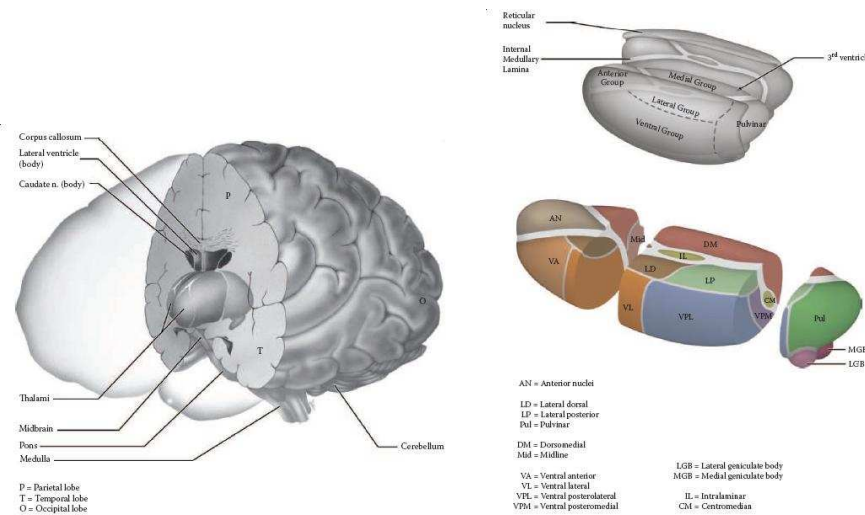 Corpus callosum
Lateral ventricle
(body)
Caudate n. (body)
P
O
T
Thalami
Midbrain
Pons
Medulla
Cerebellum
P = Parietal lobe
T = Temporal lobe
O = Occipital lobe
Reticular
nucleus
Internal
Medullary
Lamina
3rd ventricl
Anterior
Group
Medial Group
Lateral Group
Ventral Group
Pulvinar
AN
Mid
DM
IL
VA
LD
LP
CM
VL
VPL
VPM
Pul
MGB
LGB
AN = Anterior nuclei
LD = Lateral dorsal
LP = Lateral posterior
Pul = Pulvinar
DM = Dorsomedial
Mid = Midline
VA = Ventral anterior
VL = Ventral lateral
VPL = Ventral posterolateral
VPM = Ventral posteromedial
LGB = Lateral geniculate body
MGB = Medial geniculate body
IL = Intralaminar
CM = Centromedian